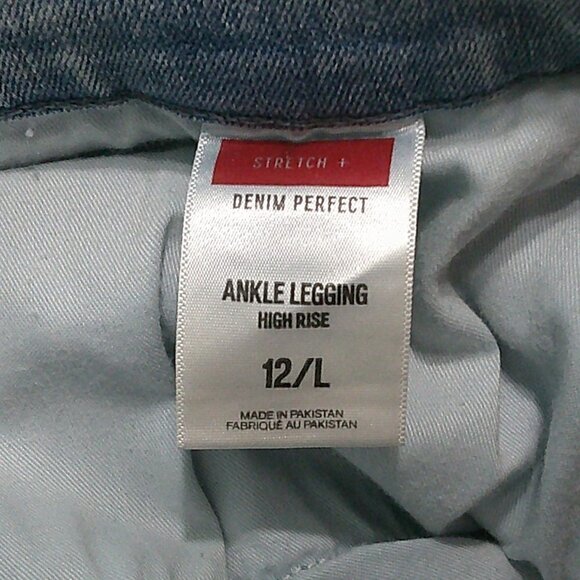 STRETCH +
DENIM PERFECT
ANKLE LEGGING
HIGH RISE
12/L
MADE IN PAKISTAN
FABRIQUÉ AU PAKISTAN